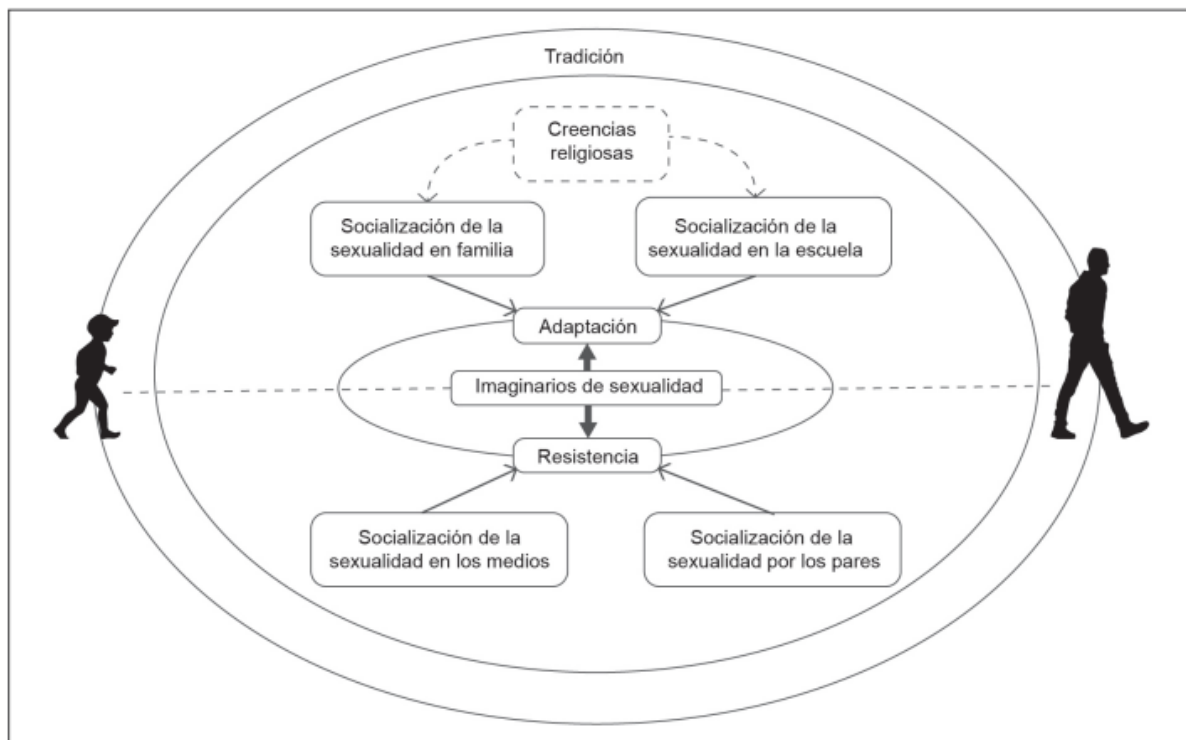 Tradición
Creencias
religiosas
Socialización de la
sexualidad en familia
Socialización de la
sexualidad en la escuela
Adaptación
Imaginarios de sexualidad
Resistencia
Socialización de la
sexualidad en los medios
Socialización de la
sexualidad por los pares